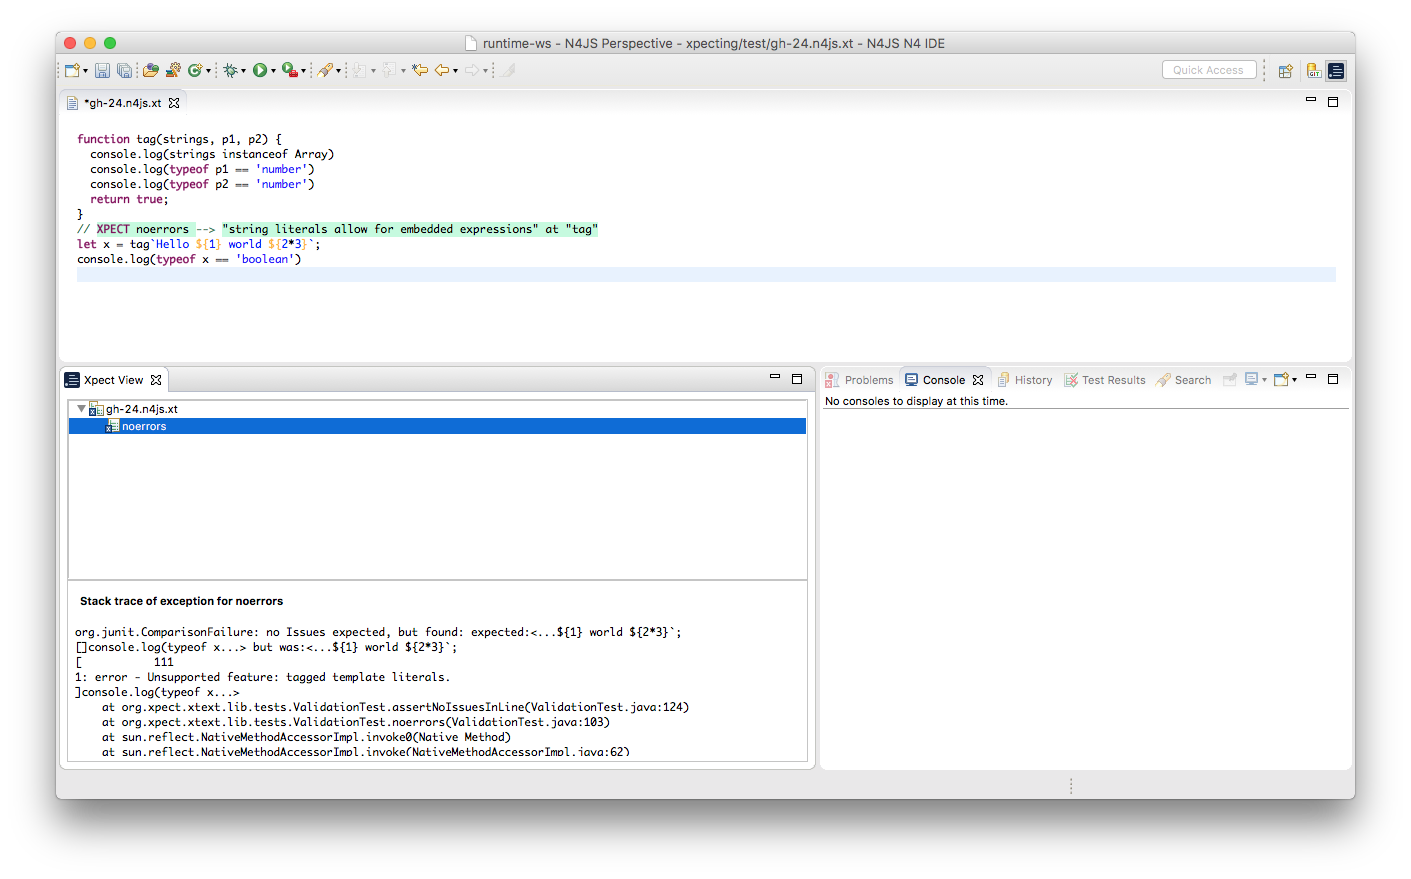 runtime-ws - N4JS Perspective - xpecting/test/gh-24.n4js.xt - N4JS N4 IDE
Quick Access
GIT
*gh-24.n4js.xt
function tag(strings, p1, p2) {
  console.log(strings instanceof Array)
  console.log(typeof p1 == 'number')
  console.log(typeof p2 == 'number')
  return true;
}
// XPECT noerrors --> "string literals allow for embedded expressions" at "tag"
let x = tag`Hello ${1} world ${2*3}`;
console.log(typeof x == 'boolean')
Xpect View
gh-24.n4js.xt
noerrors
Stack trace of exception for noerrors
org.junit.ComparisonFailure: no Issues expected, but found: expected:<...${1} world ${2*3}`;
[]console.log(typeof x...> but was:<...${1} world ${2*3}`;
[           111
1: error - Unsupported feature: tagged template literals.
]console.log(typeof x...>
    at org.xpect.xtext.lib.tests.ValidationTest.assertNoIssuesInLine(ValidationTest.java:124)
    at org.xpect.xtext.lib.tests.ValidationTest.noerrors(ValidationTest.java:103)
    at sun.reflect.NativeMethodAccessorImpl.invoke0(Native Method)
    at sun.reflect.NativeMethodAccessorImpl.invoke(NativeMethodAccessorImpl.java:62)
Problems
Console
History
Test Results
Search
No consoles to display at this time.